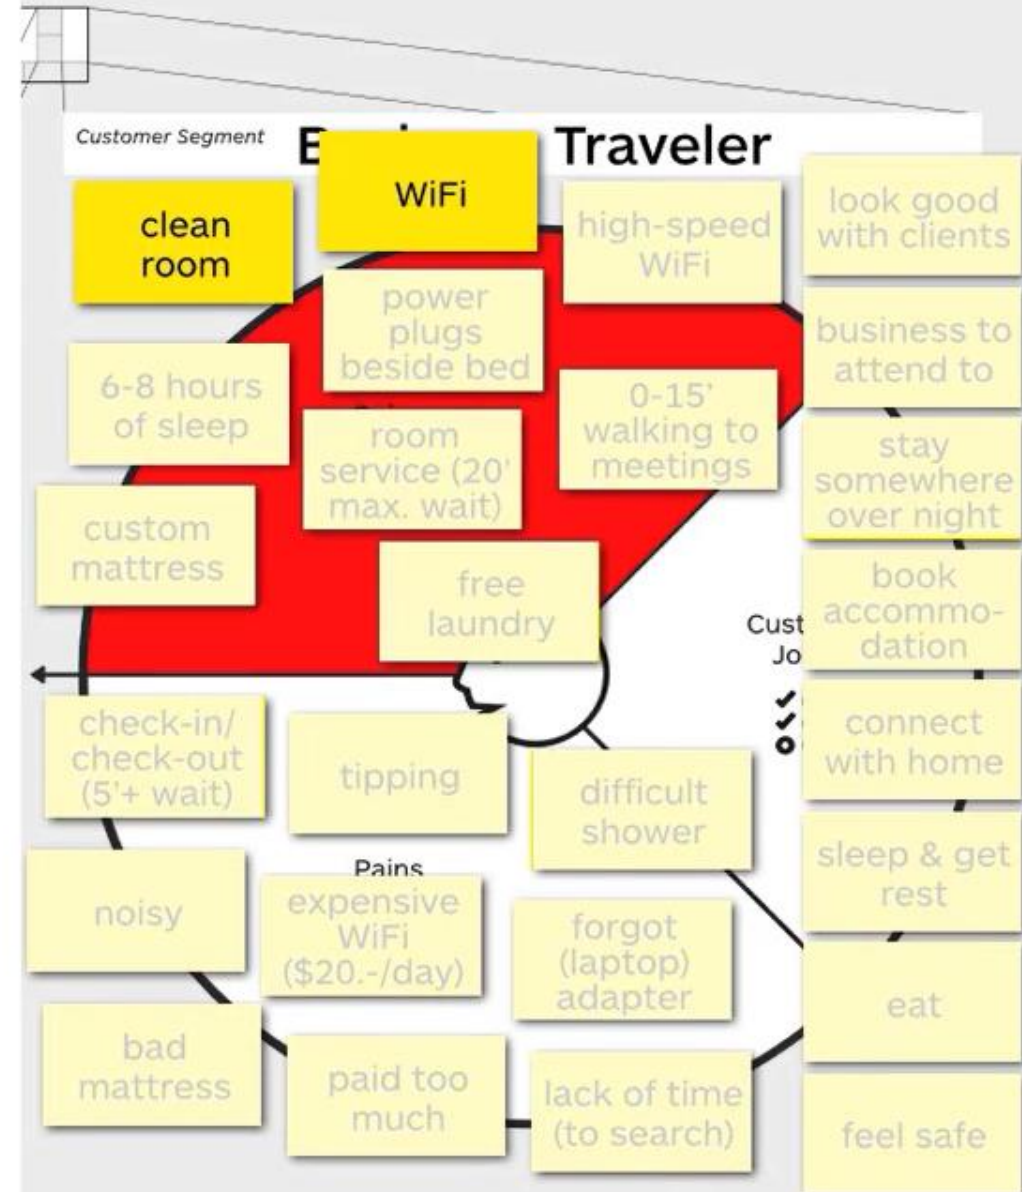 Customer Segment
Traveler
WiFi
clean
room
high-speed
WiFi
look good
with clients
power
plugs
beside bed
business to
attend to
6-8 hours
of sleep
0-15'
walking to
meetings
room
service (20'
max. wait)
stay
somewhere
over night
custom
mattress
free
laundry
book
accommo-
dation
Cust
Jo
check-in/
check-out
(5'+ wait)
tipping
difficult
shower
connect
with home
Pains
sleep & get
rest
noisy
expensive
WiFi
($20.-/day)
forgot
(laptop)
adapter
eat
bad
mattress
paid too
much
lack of time
(to search)
feel safe